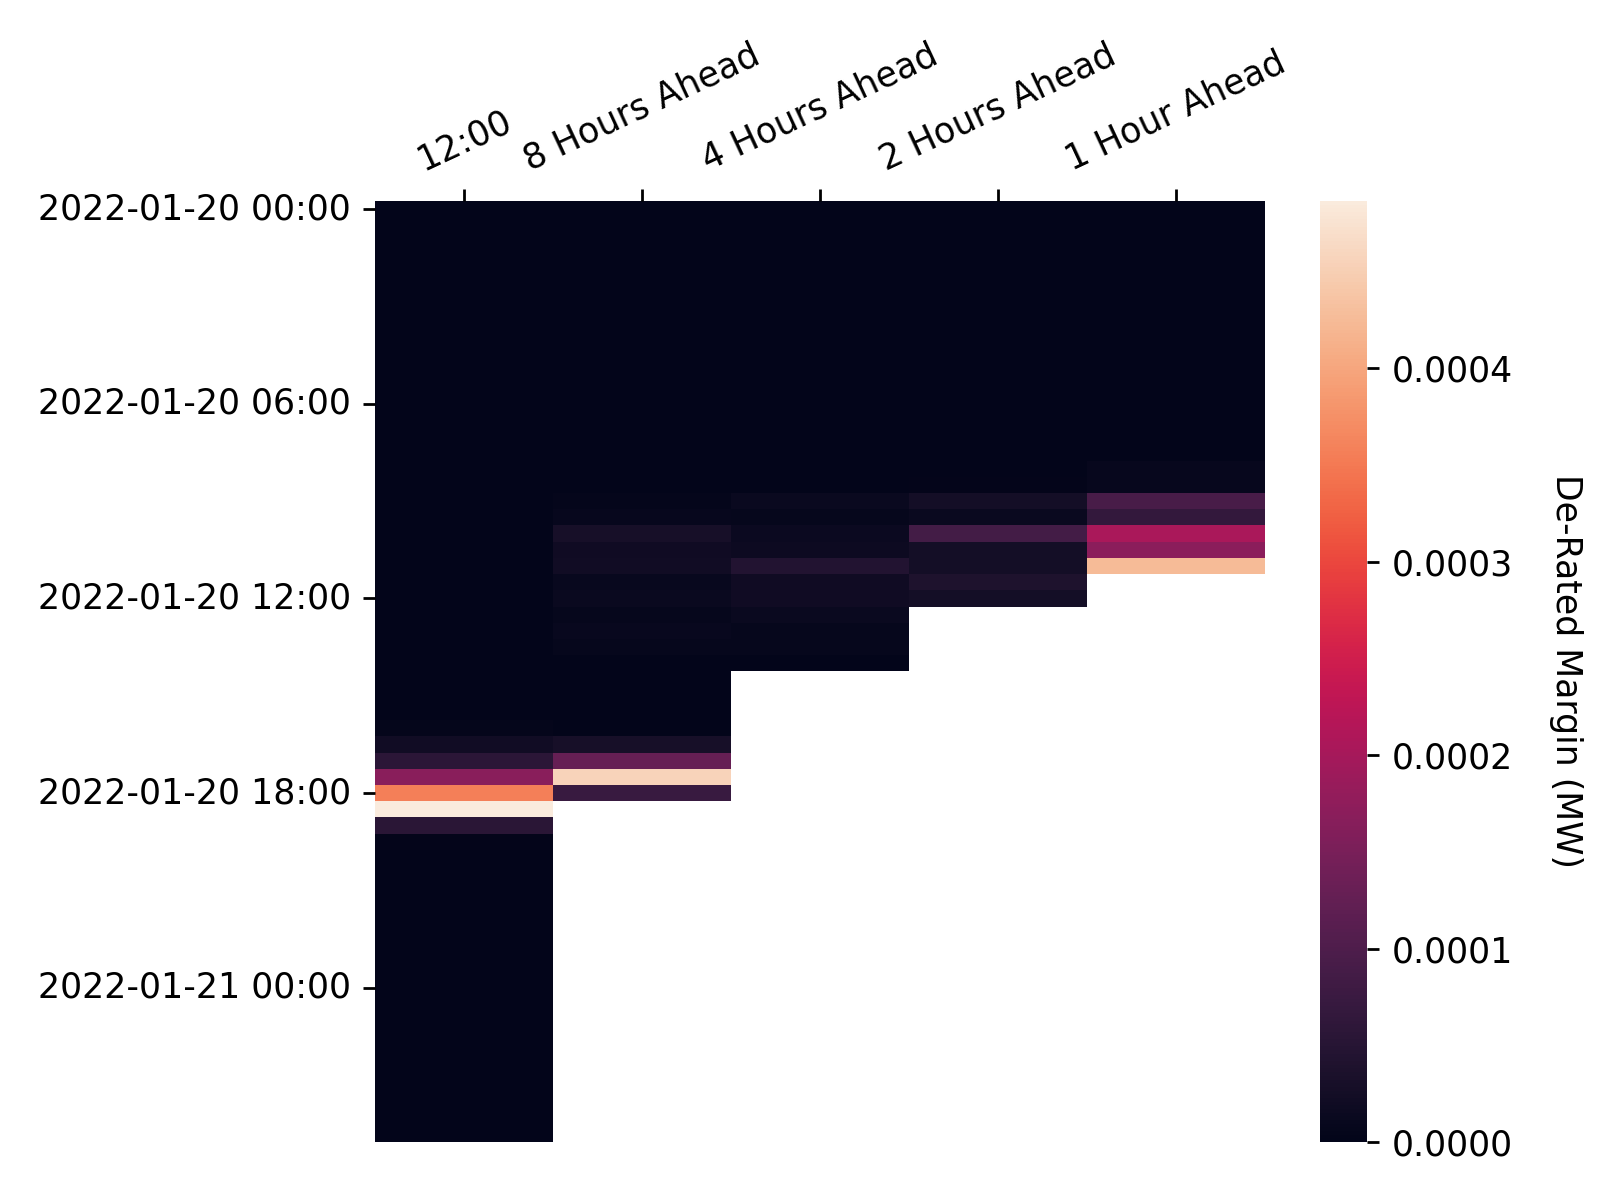 12:00
8 Hours Ahead
4 Hours Ahead
2 Hours Ahead
1 Hour Ahead
2022-01-20 00:00
2022-01-20 06:00
2022-01-20 12:00
2022-01-20 18:00
2022-01-21 00:00
0.0004
0.0003
0.0002
0.0001
0.0000
De-Rated Margin (MW)